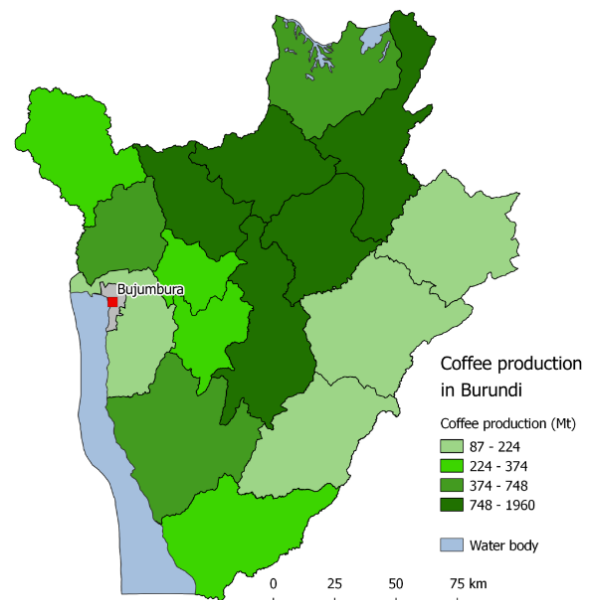 Bujumbura
Coffee production
in Burundi
Coffee production (Mt)
87 - 224
224 - 374
374 - 748
748 - 1960
Water body
0 25 50 75 km